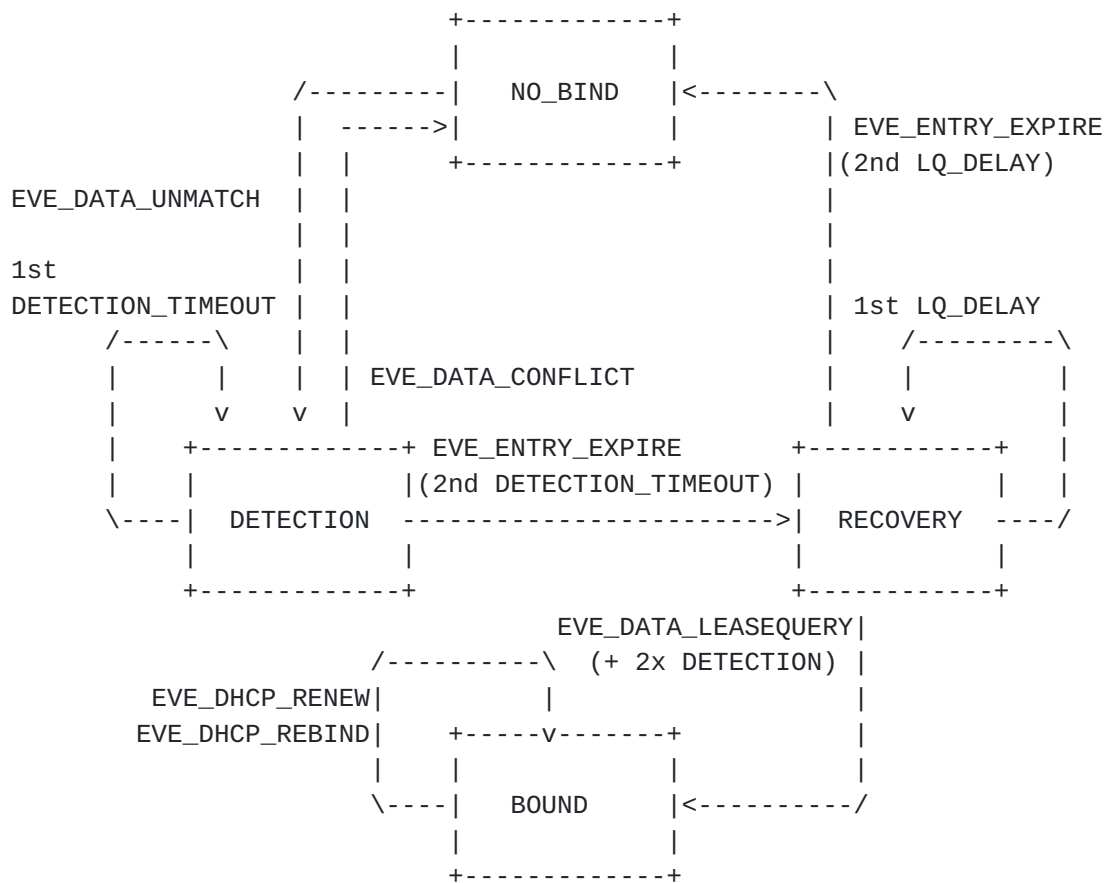 NO_BIND
EVE_ENTRY_EXPIRE
(2nd LQ_DELAY)
EVE_DATA_UNMATCH
1st
DETECTION_TIMEOUT
1st LQ_DELAY
EVE_DATA_CONFLICT
EVE_ENTRY_EXPIRE
(2nd DETECTION_TIMEOUT)
DETECTION
RECOVERY
EVE_DATA_LEASEQUERY
(+ 2x DETECTION)
EVE_DHCP_RENEW
EVE_DHCP_REBIND
BOUND